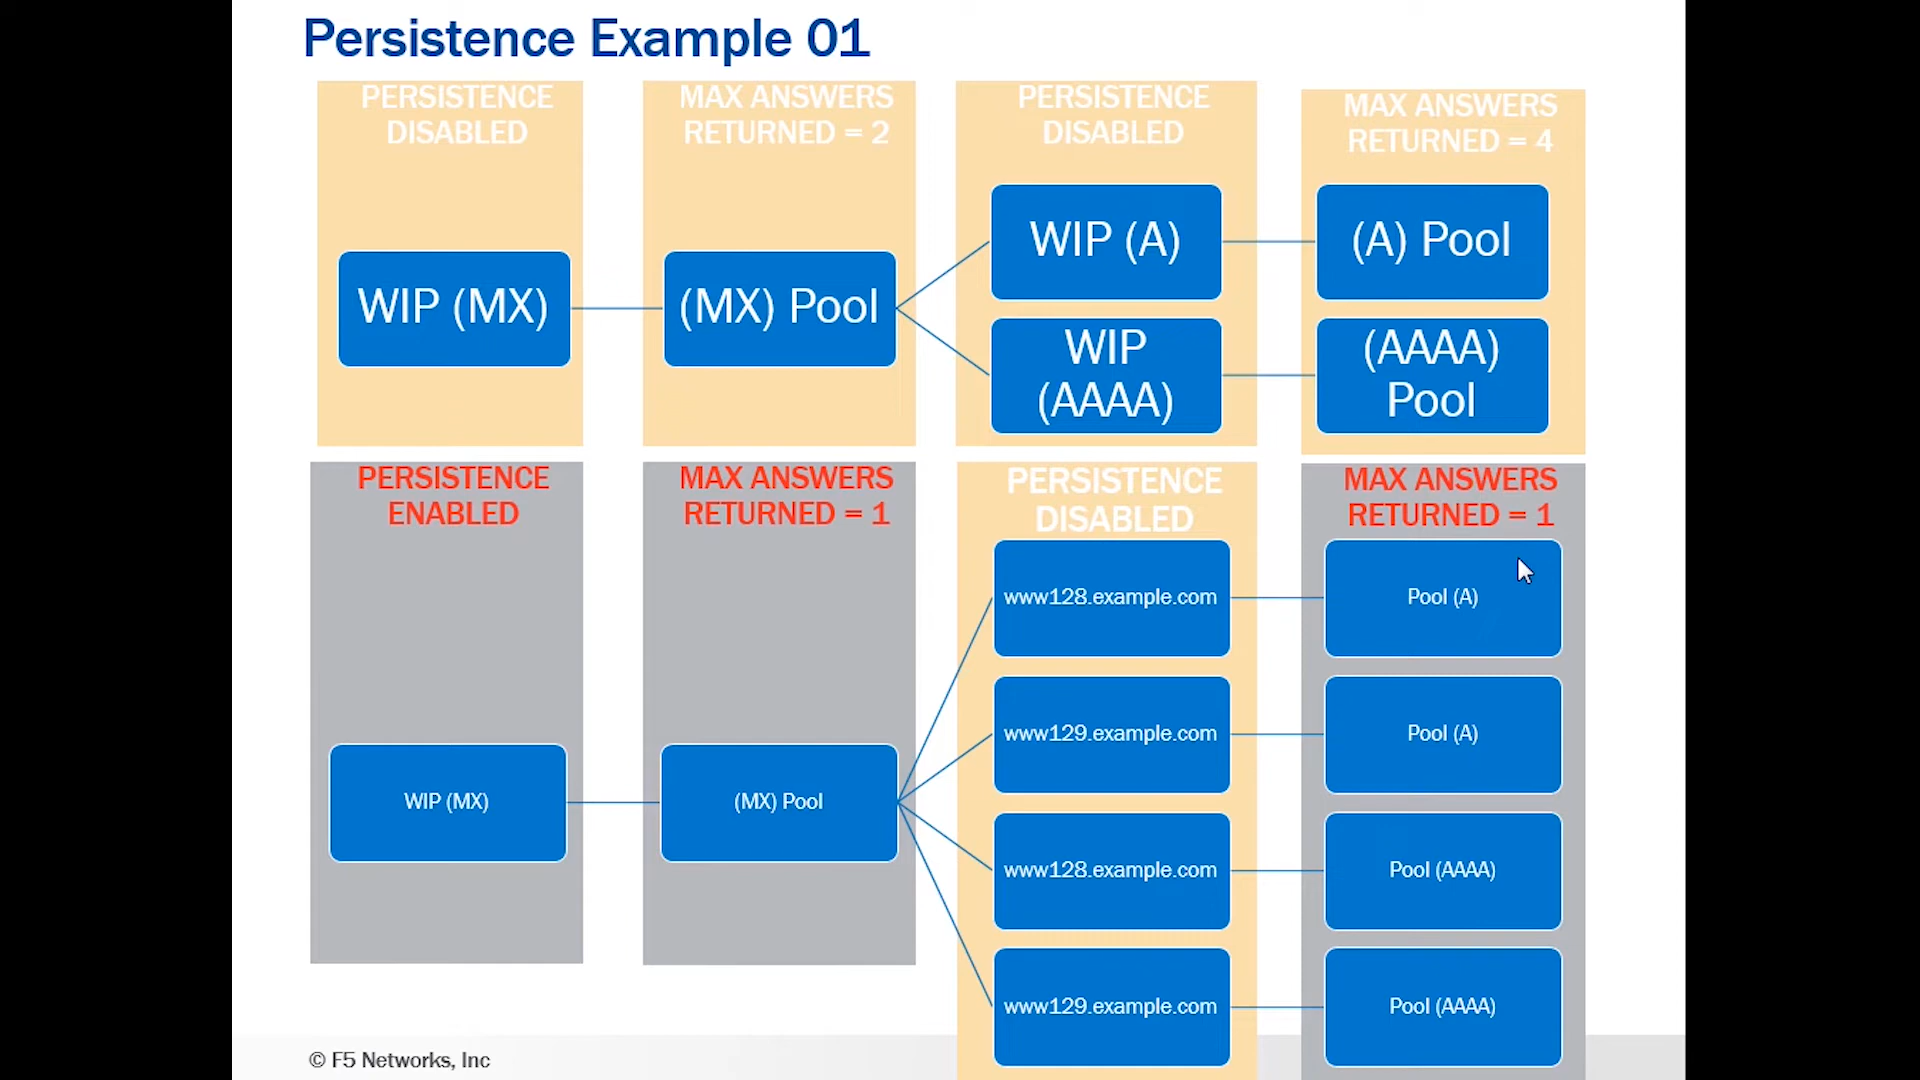 Persistence Example 01
PERSISTENCE
DISABLED
MAX ANSWERS
RETURNED = 2
PERSISTENCE
DISABLED
MAX ANSWERS
RETURNED = 4
WIP (MX)
(MX) Pool
WIP (A)
(A) Pool
WIP
(AAAA)
(AAAA)
Pool
PERSISTENCE
ENABLED
MAX ANSWERS
RETURNED = 1
PERSISTENCE
DISABLED
MAX ANSWERS
RETURNED = 1
WIP (MX)
(MX) Pool
www128.example.com
Pool (A)
www129.example.com
Pool (A)
www128.example.com
Pool (AAAA)
www129.example.com
Pool (AAAA)
© F5 Networks, Inc